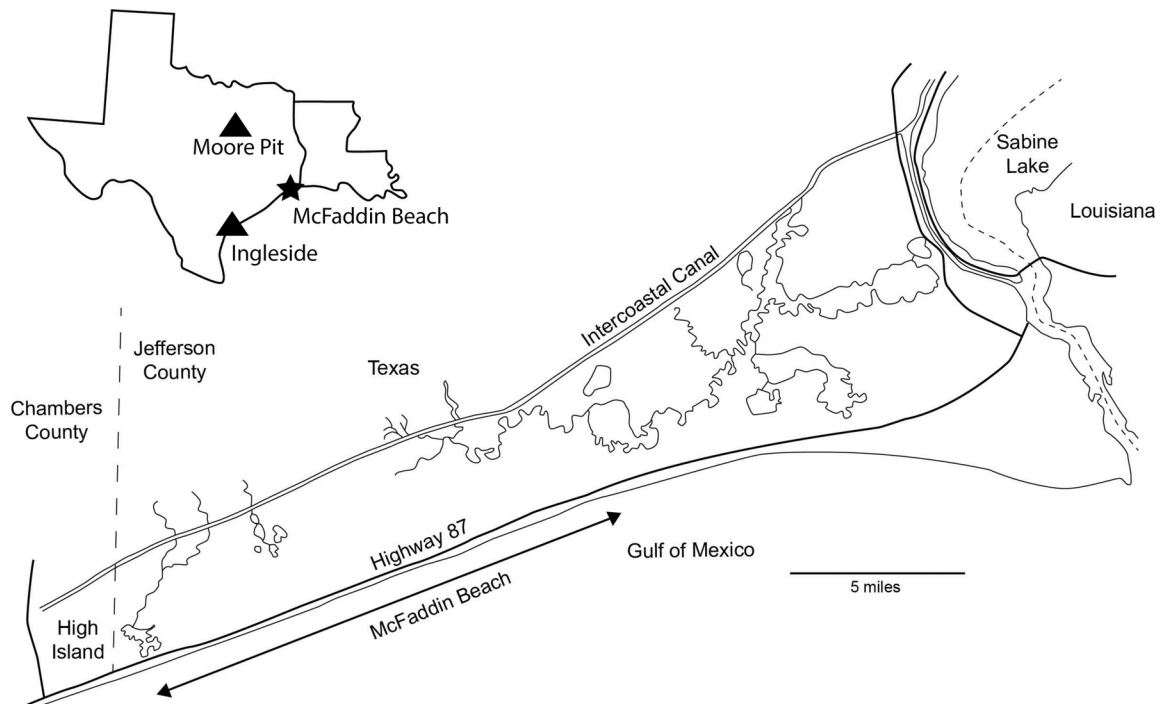 Moore Pit
McFaddin Beach
Ingleside
Sabine
Lake
Louisiana
Intercoastal Canal
Jefferson
County
Texas
Chambers
County
Highway 87
Gulf of Mexico
McFaddin Beach
5 miles
High
Island